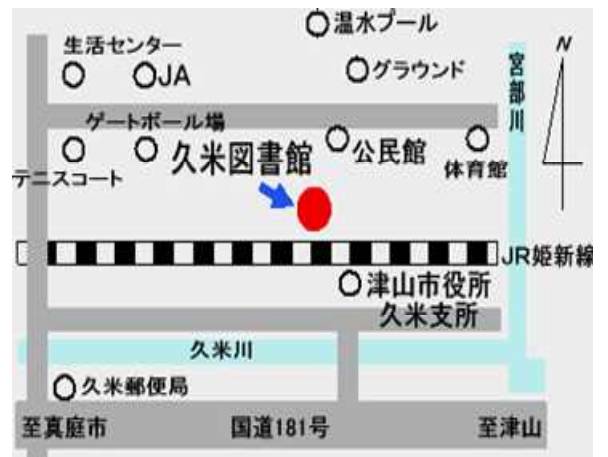 温水プール
生活センター
JA
グラウンド
N
宮部川
ゲートボール場
久米図書館
公民館
体育館
テニスコート
JR姫新線
津山市役所
久米支所
久米川
久米郵便局
至真庭市
国道181号
至津山